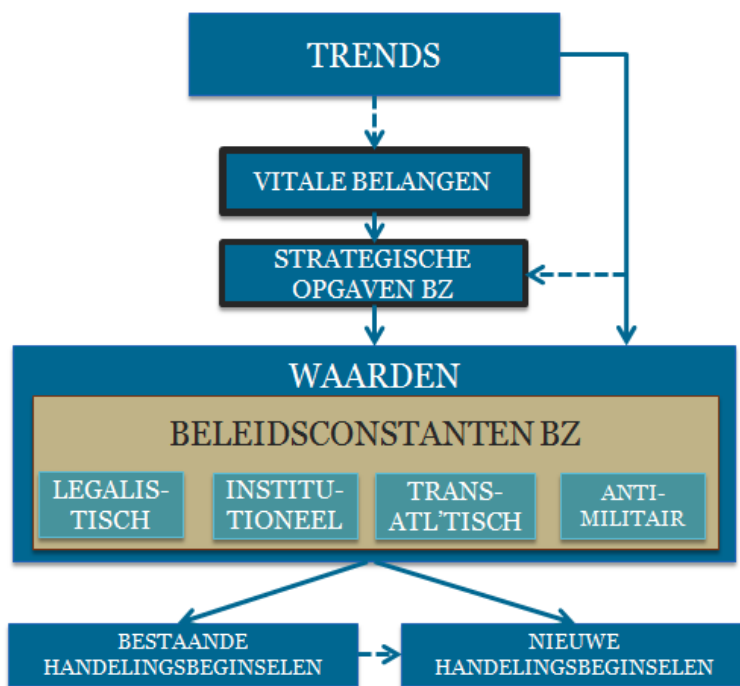 TRENDS
VITALE BELANGEN
STRATEGISCHE
OPGAVEN BZ
WAARDEN
BELEIDSCONSTANTEN BZ
LEGALIS-
TISCH
INSTITU-
TIONEEL
TRANS-
ATL'TISCH
ANTI-
MILITAIR
BESTAANDE
HANDELINGSBEGINSELEN
NIEUWE
HANDELINGSBEGINSELEN